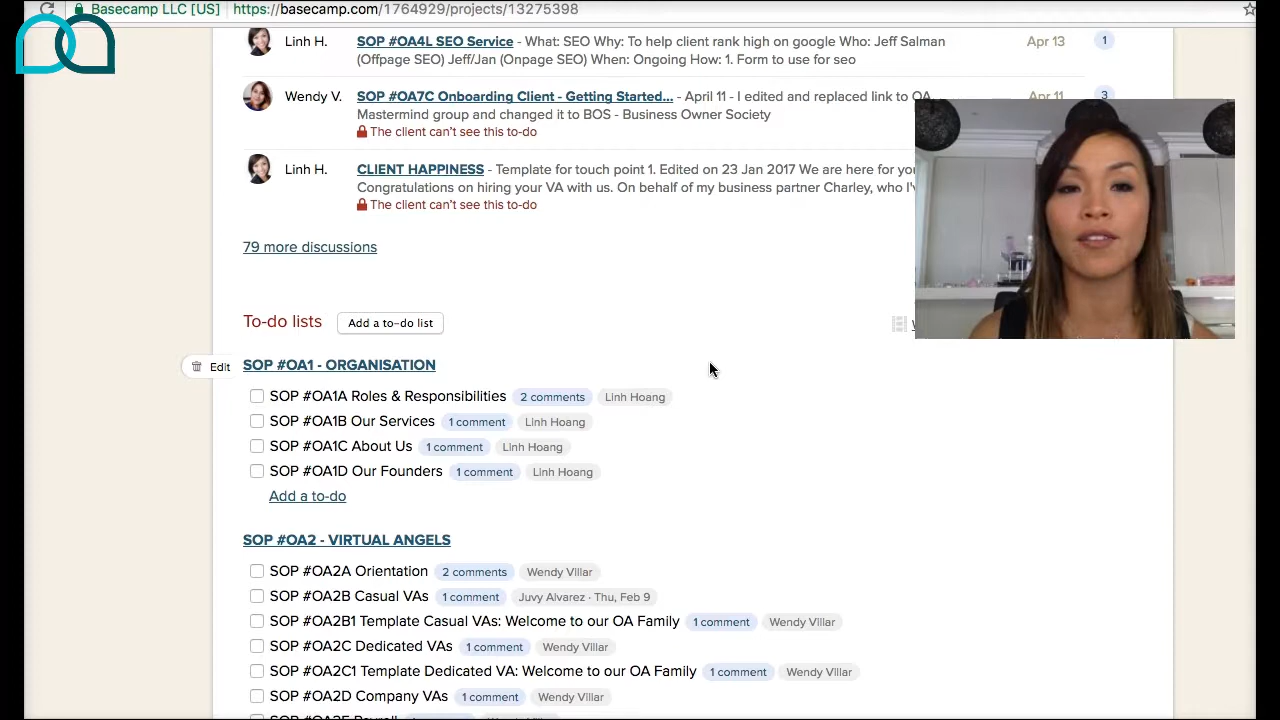 Basecamp LLC [US] https://basecamp.com/1764929/projects/13275398
Linh H. SOP #OA4L SEO Service - What: SEO Why: To help client rank high on google Who: Jeff Salman Apr 13 1
(Offpage SEO) Jeff/Jan (Onpage SEO) When: Ongoing How: 1. Form to use for seo
Wendy V. SOP #OA7C Onboarding Client - Getting Started... - April 11 - I edited and replaced link to OA Apr 11 3
Mastermind group and changed it to BOS - Business Owner Society
The client can't see this to-do
Linh H. CLIENT HAPPINESS - Template for touch point 1. Edited on 23 Jan 2017 We are here for you
Congratulations on hiring your VA with us. On behalf of my business partner Charley, who I'v
The client can't see this to-do
79 more discussions
To-do lists Add a to-do list
Edit SOP #OA1 - ORGANISATION
SOP #OA1A Roles & Responsibilities 2 comments Linh Hoang
SOP #OA1B Our Services 1 comment Linh Hoang
SOP #OA1C About Us 1 comment Linh Hoang
SOP #OA1D Our Founders 1 comment Linh Hoang
Add a to-do
SOP #OA2 - VIRTUAL ANGELS
SOP #OA2A Orientation 2 comments Wendy Villar
SOP #OA2B Casual VAs 1 comment Juvy Alvarez · Thu, Feb 9
SOP #OA2B1 Template Casual VAs: Welcome to our OA Family 1 comment Wendy Villar
SOP #OA2C Dedicated VAs 1 comment Wendy Villar
SOP #OA2C1 Template Dedicated VA: Welcome to our OA Family 1 comment Wendy Villar
SOP #OA2D Company VAs 1 comment Wendy Villar